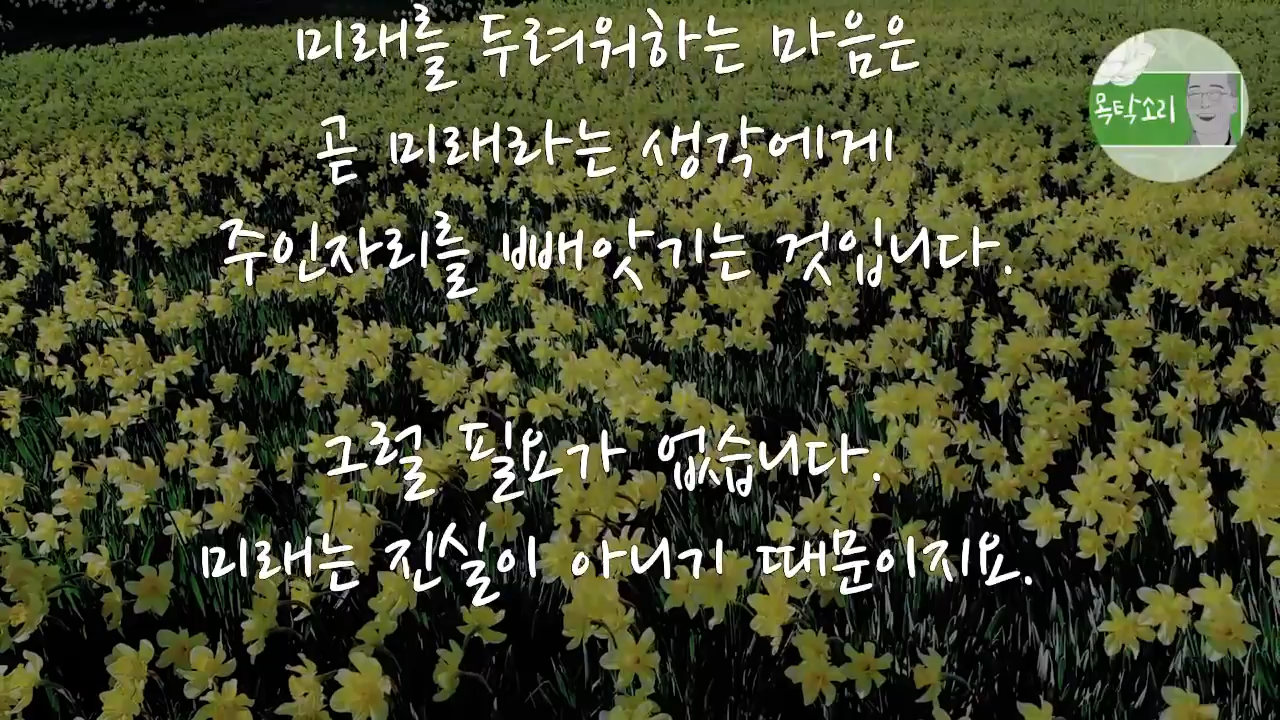 미래를 두려워하는 마음은
목탁소리
곧 미래라는 생각에게
주인자리를 빼앗기는 것입니다.
그럴 필요가 없습니다.
미래는 진실이 아니기 때문이지요.